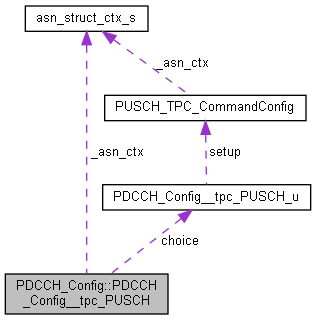 asn_struct_ctx_s
_asn_ctx
PUSCH_TPC_CommandConfig
_asn_ctx
setup
PDCCH_Config__tpc_PUSCH_u
choice
PDCCH_Config::PDCCH
_Config__tpc_PUSCH